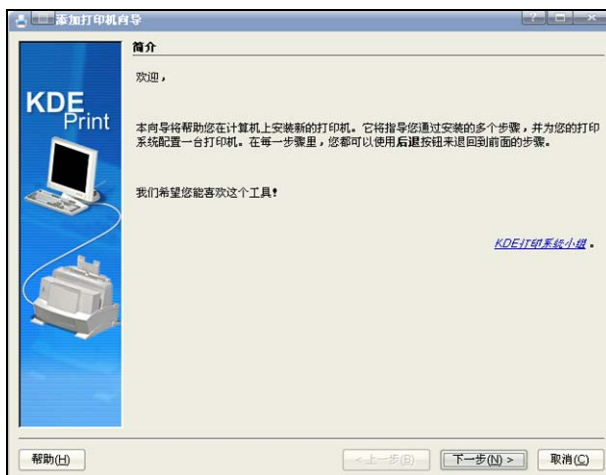 添加打印机向导
KDE
Print
简介
欢迎，
本向导将帮助您在计算机上安装新的打印机。它将指导您通过安装的多个步骤，并为您的打印
系统配置一台打印机。在每一步骤里，您都可以使用后退按钮来退回到前面的步骤。
我们希望您能喜欢这个工具！
KDE打印系统小组。
帮助(H)
<上一步(B)
下一步(N) >
取消(C)